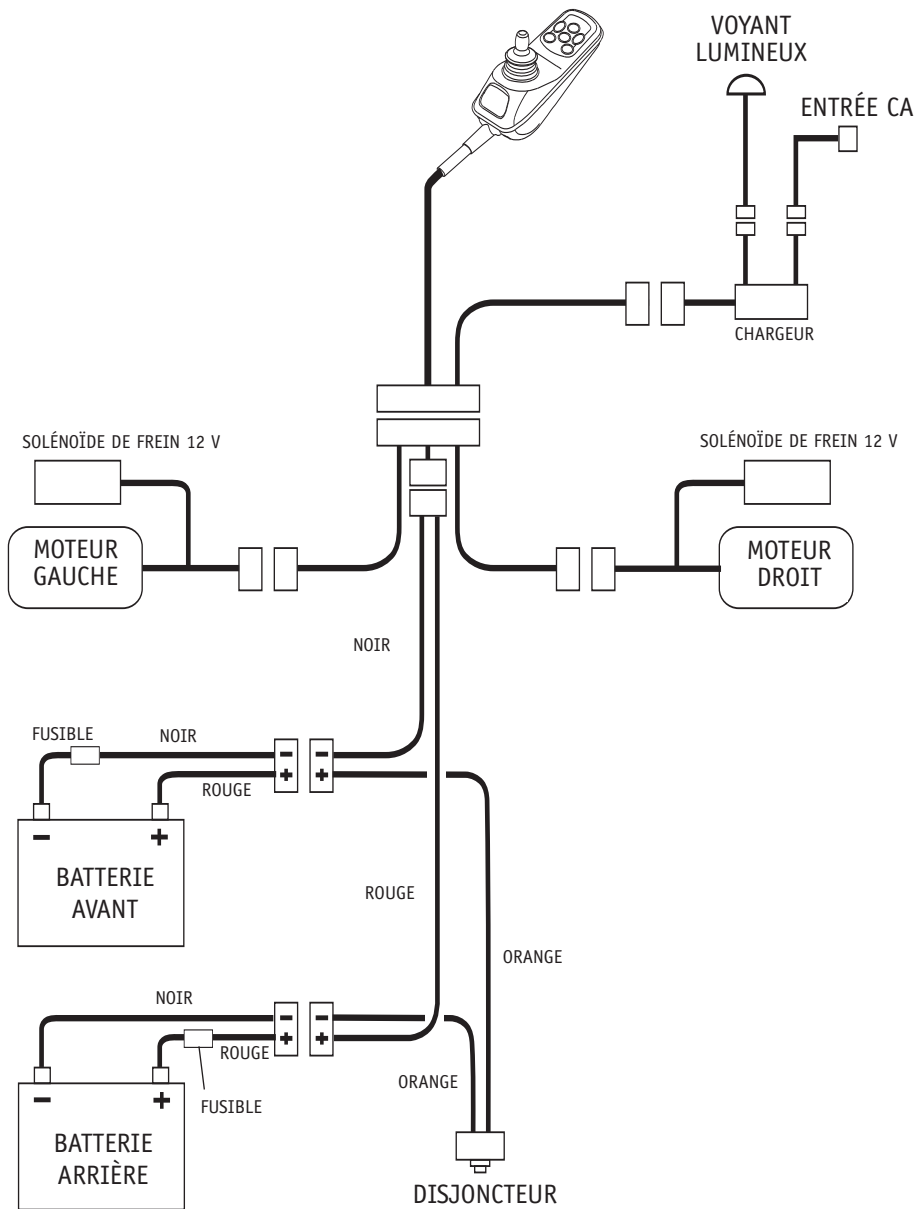 VOYANT
LUMINEUX
ENTRÉE CA
CHARGEUR
SOLÉNOÏDE DE FREIN 12 V
SOLÉNOÏDE DE FREIN 12 V
MOTEUR
GAUCHE
MOTEUR
DROIT
NOIR
FUSIBLE
NOIR
- -
+ +
ROUGE
- +
BATTERIE
AVANT
ROUGE
ORANGE
NOIR
- -
+ +
ROUGE
ORANGE
FUSIBLE
- +
BATTERIE
ARRIÈRE
DISJONCTEUR